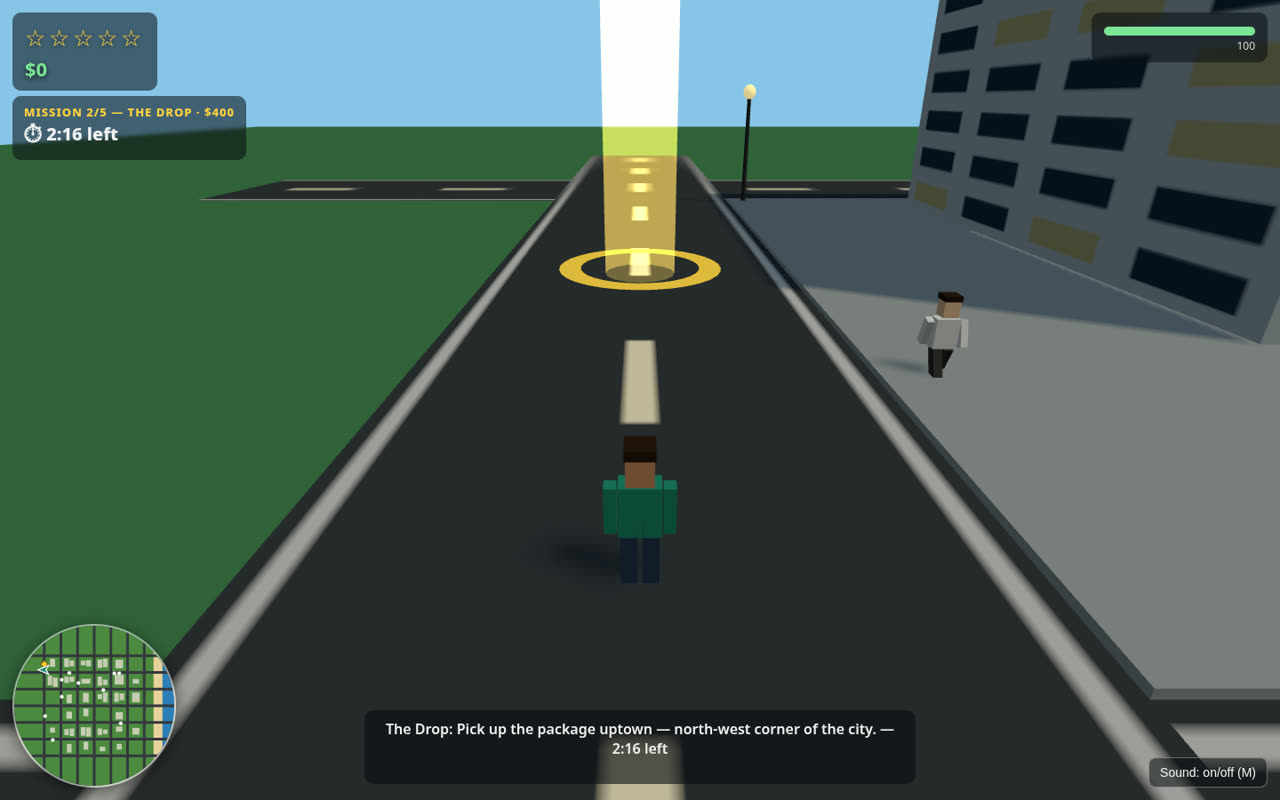 ☆☆☆☆☆
$0
MISSION 2/5 — THE DROP · $400
⏱ 2:16 left
100
The Drop: Pick up the package uptown — north-west corner of the city. —
2:16 left
Sound: on/off (M)